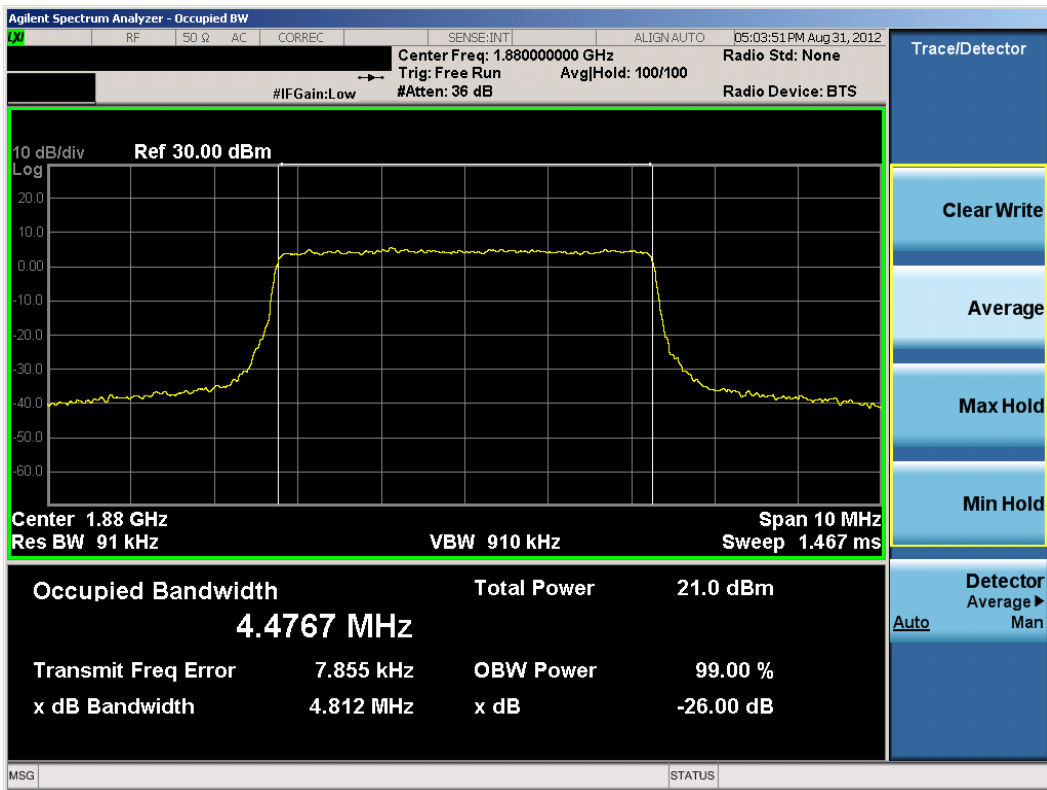 Agilent Spectrum Analyzer - Occupied BW
LXI RF 50 Ω AC CORREC SENSE:INT ALIGN AUTO 05:03:51 PM Aug 31, 2012
Center Freq: 1.880000000 GHz Radio Std: None
Trig: Free Run Avg|Hold: 100/100
#IFGain:Low #Atten: 36 dB Radio Device: BTS
10 dB/div Ref 30.00 dBm
Log
20.0
10.0
0.00
-10.0
-20.0
-30.0
-40.0
-50.0
-60.0
Center 1.88 GHz Span 10 MHz
Res BW 91 kHz VBW 910 kHz Sweep 1.467 ms
Occupied Bandwidth Total Power 21.0 dBm
4.4767 MHz
Transmit Freq Error 7.855 kHz OBW Power 99.00 %
x dB Bandwidth 4.812 MHz x dB -26.00 dB
MSG STATUS
Trace/Detector
Clear Write
Average
Max Hold
Min Hold
Detector
Average
Auto Man